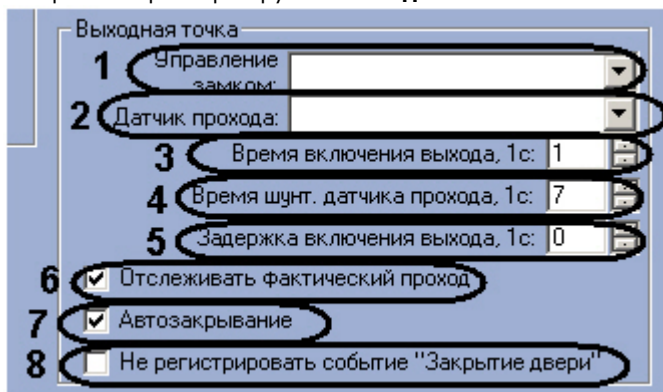 Выходная точка
1 Управление
замком:
2 Датчик прохода:
3 Время включения выхода, 1с: 1
4 Время шунт. датчика прохода, 1с: 7
5 Задержка включения выхода, 1с: 0
6 Отслеживать фактический проход
7 Автозакрывание
8 Не регистрировать событие "Закрытие двери"